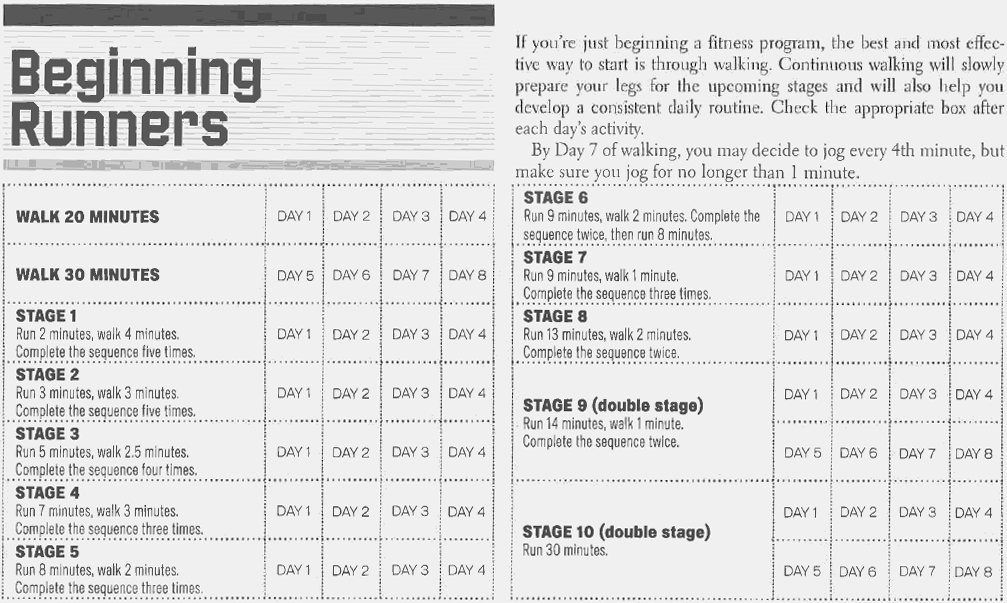 Beginning
Runners
If you're just beginning a fitness program, the best and most effec-
tive way to start is through walking. Continuous walking will slowly
prepare your legs for the upcoming stages and will also help you
develop a consistent daily routine. Check the appropriate box after
each day's activity.
By Day 7 of walking, you may decide to jog every 4th minute, but
make sure you jog for no longer than 1 minute.
WALK 20 MINUTES DAY 1 DAY 2 DAY 3 DAY 4
WALK 30 MINUTES DAY 5 DAY 6 DAY 7 DAY 8
STAGE 1
Run 2 minutes, walk 4 minutes. DAY 1 DAY 2 DAY 3 DAY 4
Complete the sequence five times.
STAGE 2
Run 3 minutes, walk 3 minutes. DAY 1 DAY 2 DAY 3 DAY 4
Complete the sequence five times.
STAGE 3
Run 5 minutes, walk 2.5 minutes. DAY 1 DAY 2 DAY 3 DAY 4
Complete the sequence four times.
STAGE 4
Run 7 minutes, walk 3 minutes. DAY 1 DAY 2 DAY 3 DAY 4
Complete the sequence three times.
STAGE 5
Run 8 minutes, walk 2 minutes. DAY 1 DAY 2 DAY 3 DAY 4
Complete the sequence three times.
STAGE 6
Run 9 minutes, walk 2 minutes. Complete the DAY 1 DAY 2 DAY 3 DAY 4
sequence twice, then run 8 minutes.
STAGE 7
Run 9 minutes, walk 1 minute. DAY 1 DAY 2 DAY 3 DAY 4
Complete the sequence three times.
STAGE 8
Run 13 minutes, walk 2 minutes. DAY 1 DAY 2 DAY 3 DAY 4
Complete the sequence twice.
DAY 1 DAY 2 DAY 3 DAY 4
STAGE 9 (double stage)
Run 14 minutes, walk 1 minute.
Complete the sequence twice.
DAY 5 DAY 6 DAY 7 DAY 8
DAY 1 DAY 2 DAY 3 DAY 4
STAGE 10 (double stage)
Run 30 minutes.
DAY 5 DAY 6 DAY 7 DAY 8